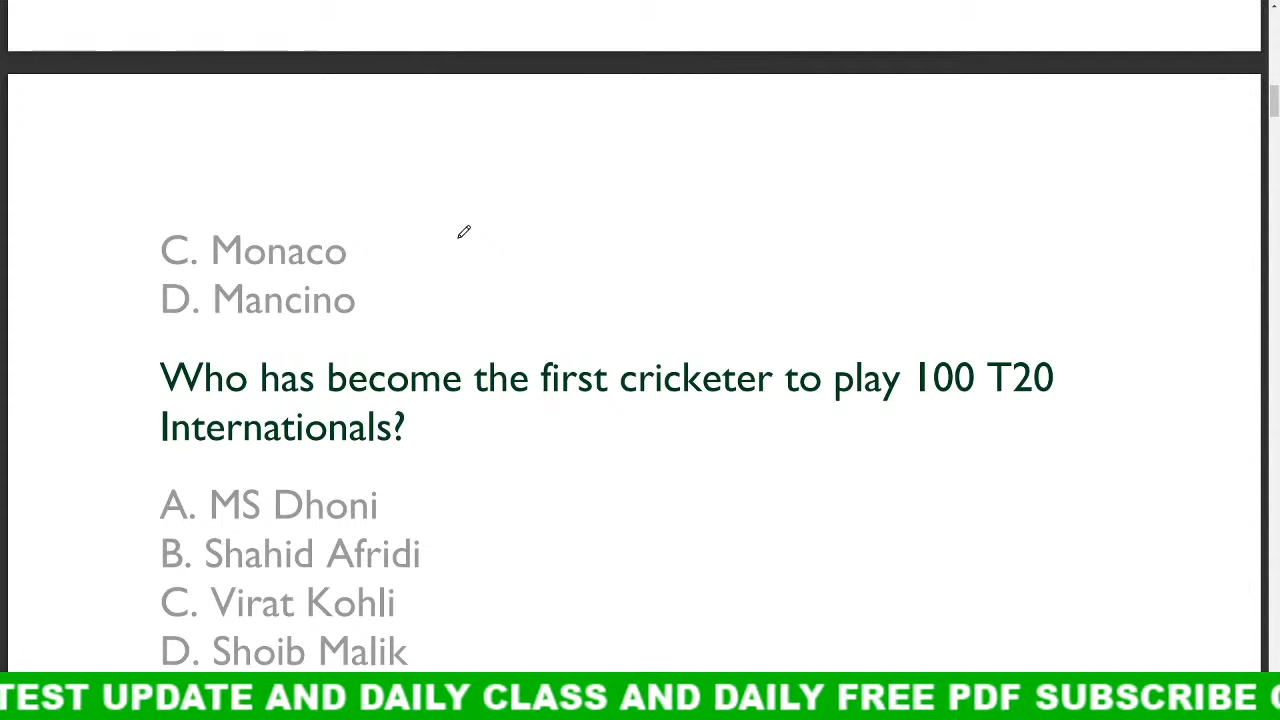 C. Monaco
D. Mancino
Who has become the first cricketer to play 100 T20
Internationals?
A. MS Dhoni
B. Shahid Afridi
C. Virat Kohli
D. Shoib Malik
TEST UPDATE AND DAILY CLASS AND DAILY FREE PDF SUBSCRIBE